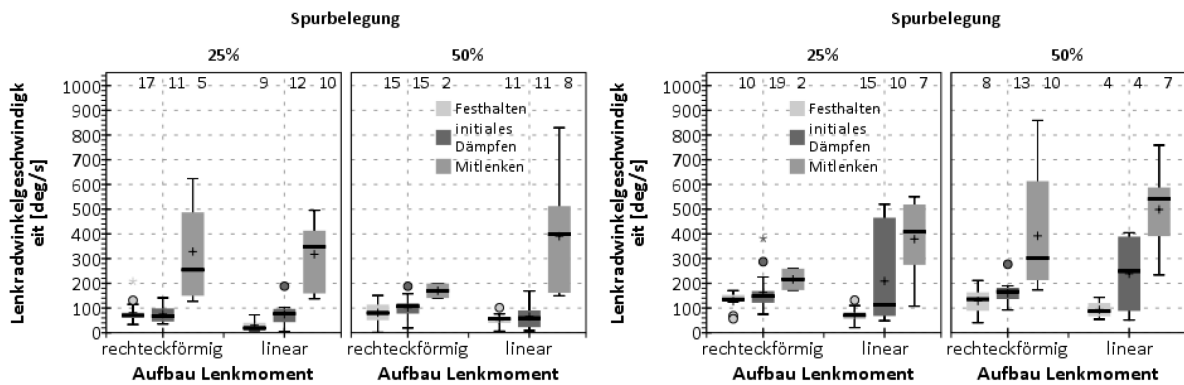 Spurbelegung
25% 50%
Lenkradwinkelgeschwindigk
eit [deg/s]
1000
900
800
700
600
500
400
300
200
100
0
17 11 5 9 12 10
15 15 2 11 11 8
Festhalten
initiales
Dämpfen
Mitlenken
rechteckförmig linear rechteckförmig linear
Aufbau Lenkmoment Aufbau Lenkmoment
Spurbelegung
25% 50%
Lenkradwinkelgeschwindigk
eit [deg/s]
1000
900
800
700
600
500
400
300
200
100
0
10 19 2 15 10 7
8 13 10 4 4 7
Festhalten
initiales
Dämpfen
Mitlenken
rechteckförmig linear rechteckförmig linear
Aufbau Lenkmoment Aufbau Lenkmoment